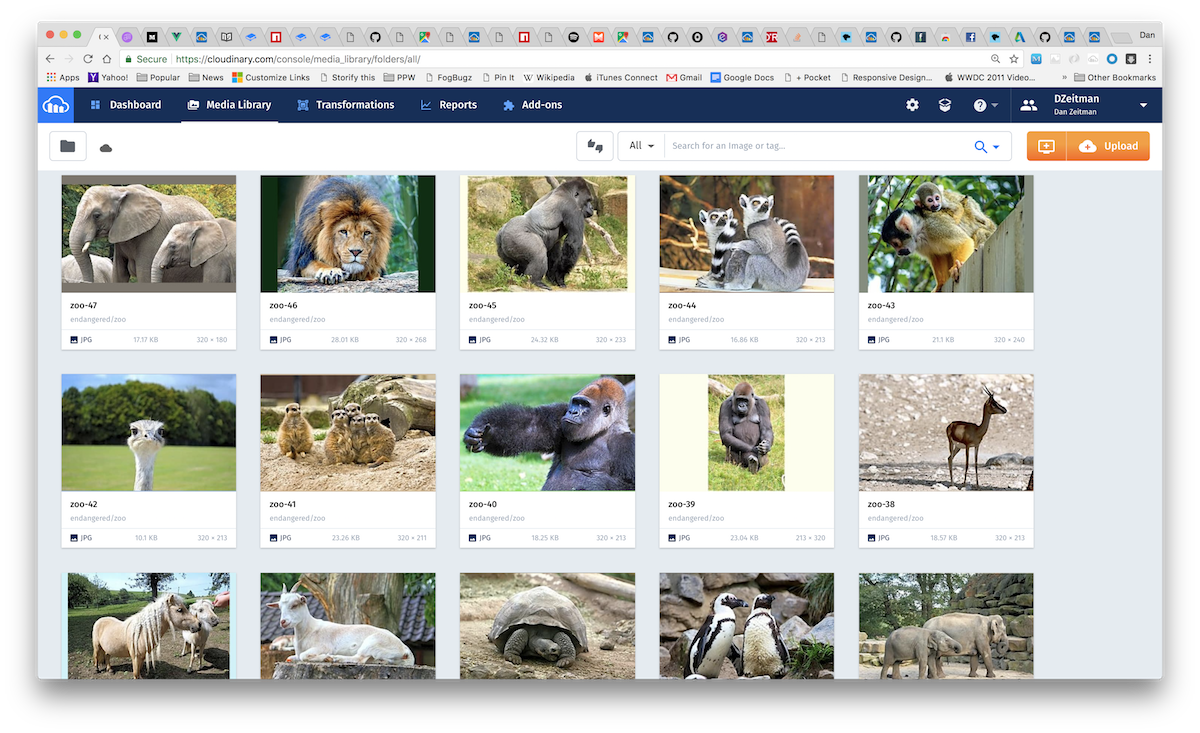 Dan
Secure https://cloudinary.com/console/media_library/folders/all/
Apps Yahoo! Popular News Customize Links Storify this PPW FogBugz Pin It Wikipedia iTunes Connect Gmail Google Docs + Pocket Responsive Design... WWDC 2011 Video... » Other Bookmarks
Dashboard Media Library Transformations Reports Add-ons DZeitman
Dan Zeitman
All Search for an Image or tag... Upload
zoo-47 zoo-46 zoo-45 zoo-44 zoo-43
endangered/zoo endangered/zoo endangered/zoo endangered/zoo endangered/zoo
JPG 17.17 KB 320 × 180 JPG 28.01 KB 320 × 268 JPG 24.32 KB 320 × 233 JPG 16.86 KB 320 × 213 JPG 21.1 KB 320 × 240
zoo-42 zoo-41 zoo-40 zoo-39 zoo-38
endangered/zoo endangered/zoo endangered/zoo endangered/zoo endangered/zoo
JPG 10.1 KB 320 × 213 JPG 23.26 KB 320 × 211 JPG 18.25 KB 320 × 213 JPG 23.04 KB 213 × 320 JPG 18.57 KB 320 × 213